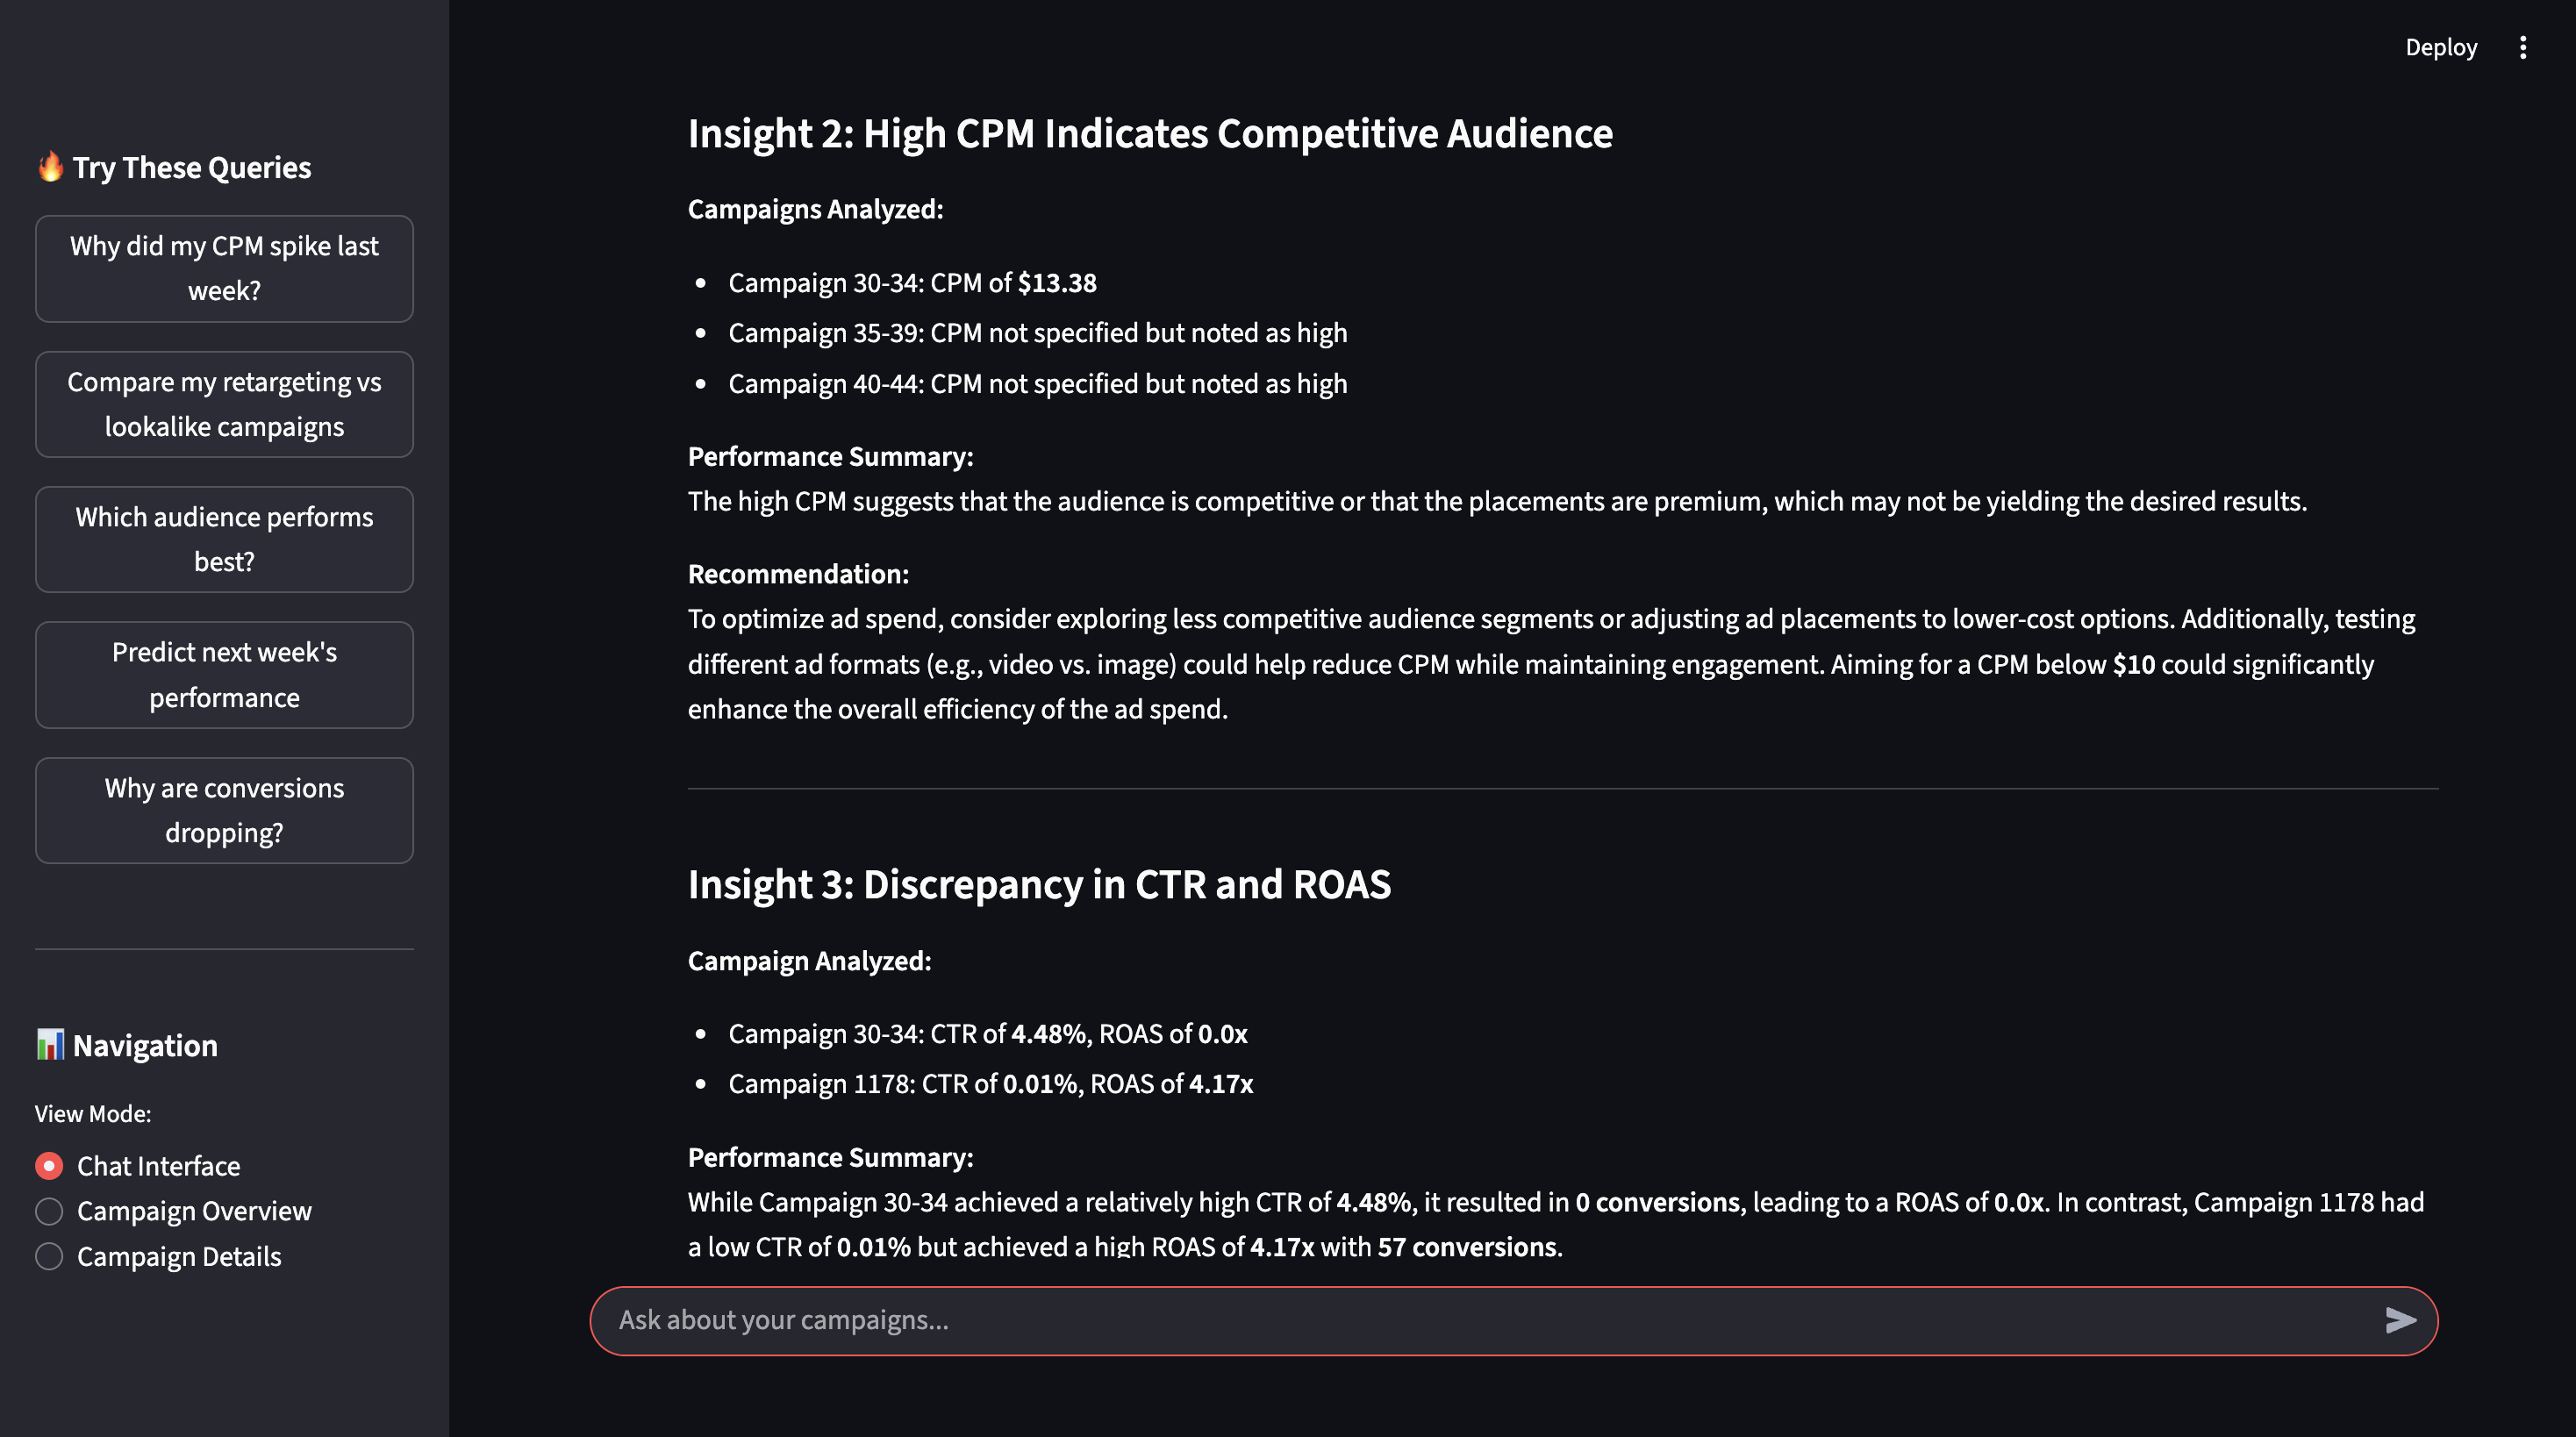 Deploy
🔥 Try These Queries
Why did my CPM spike last
week?
Compare my retargeting vs
lookalike campaigns
Which audience performs
best?
Predict next week's
performance
Why are conversions
dropping?
📊 Navigation
View Mode:
Chat Interface
Campaign Overview
Campaign Details
Insight 2: High CPM Indicates Competitive Audience
Campaigns Analyzed:
• Campaign 30-34: CPM of $13.38
• Campaign 35-39: CPM not specified but noted as high
• Campaign 40-44: CPM not specified but noted as high
Performance Summary:
The high CPM suggests that the audience is competitive or that the placements are premium, which may not be yielding the desired results.
Recommendation:
To optimize ad spend, consider exploring less competitive audience segments or adjusting ad placements to lower-cost options. Additionally, testing
different ad formats (e.g., video vs. image) could help reduce CPM while maintaining engagement. Aiming for a CPM below $10 could significantly
enhance the overall efficiency of the ad spend.
Insight 3: Discrepancy in CTR and ROAS
Campaign Analyzed:
• Campaign 30-34: CTR of 4.48%, ROAS of 0.0x
• Campaign 1178: CTR of 0.01%, ROAS of 4.17x
Performance Summary:
While Campaign 30-34 achieved a relatively high CTR of 4.48%, it resulted in 0 conversions, leading to a ROAS of 0.0x. In contrast, Campaign 1178 had
a low CTR of 0.01% but achieved a high ROAS of 4.17x with 57 conversions.
Ask about your campaigns...